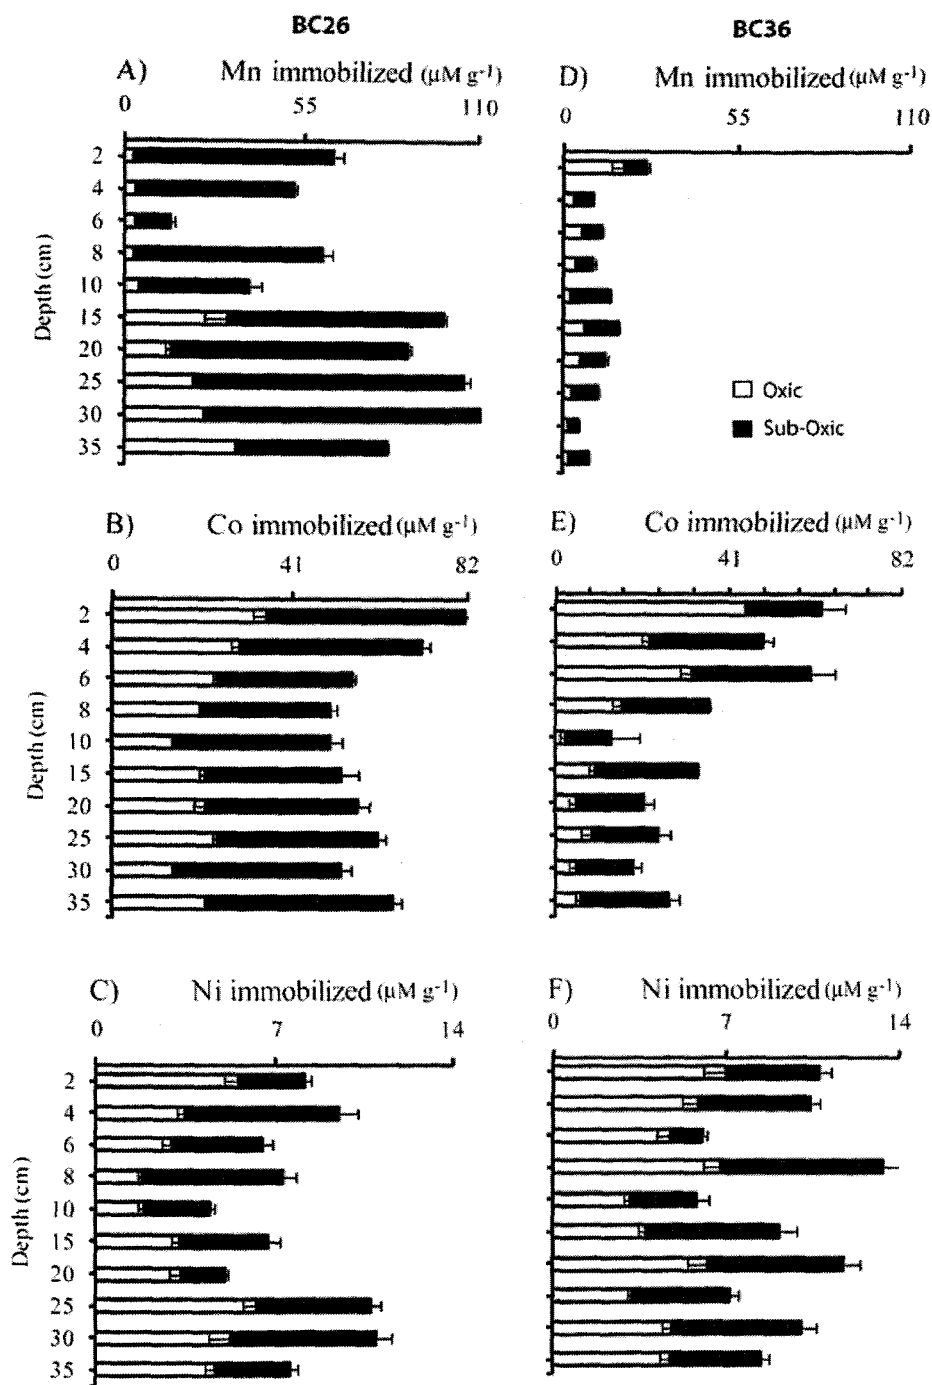 BC26
BC36
A) Mn immobilized (µM g⁻¹)
0 55 110
2
4
6
8
10
15
20
25
30
35
Depth (cm)
D) Mn immobilized (µM g⁻¹)
0 55 110
Oxic
Sub-Oxic
B) Co immobilized (µM g⁻¹)
0 41 82
2
4
6
8
10
15
20
25
30
35
Depth (cm)
E) Co immobilized (µM g⁻¹)
0 41 82
C) Ni immobilized (µM g⁻¹)
0 7 14
2
4
6
8
10
15
20
25
30
35
Depth (cm)
F) Ni immobilized (µM g⁻¹)
0 7 14